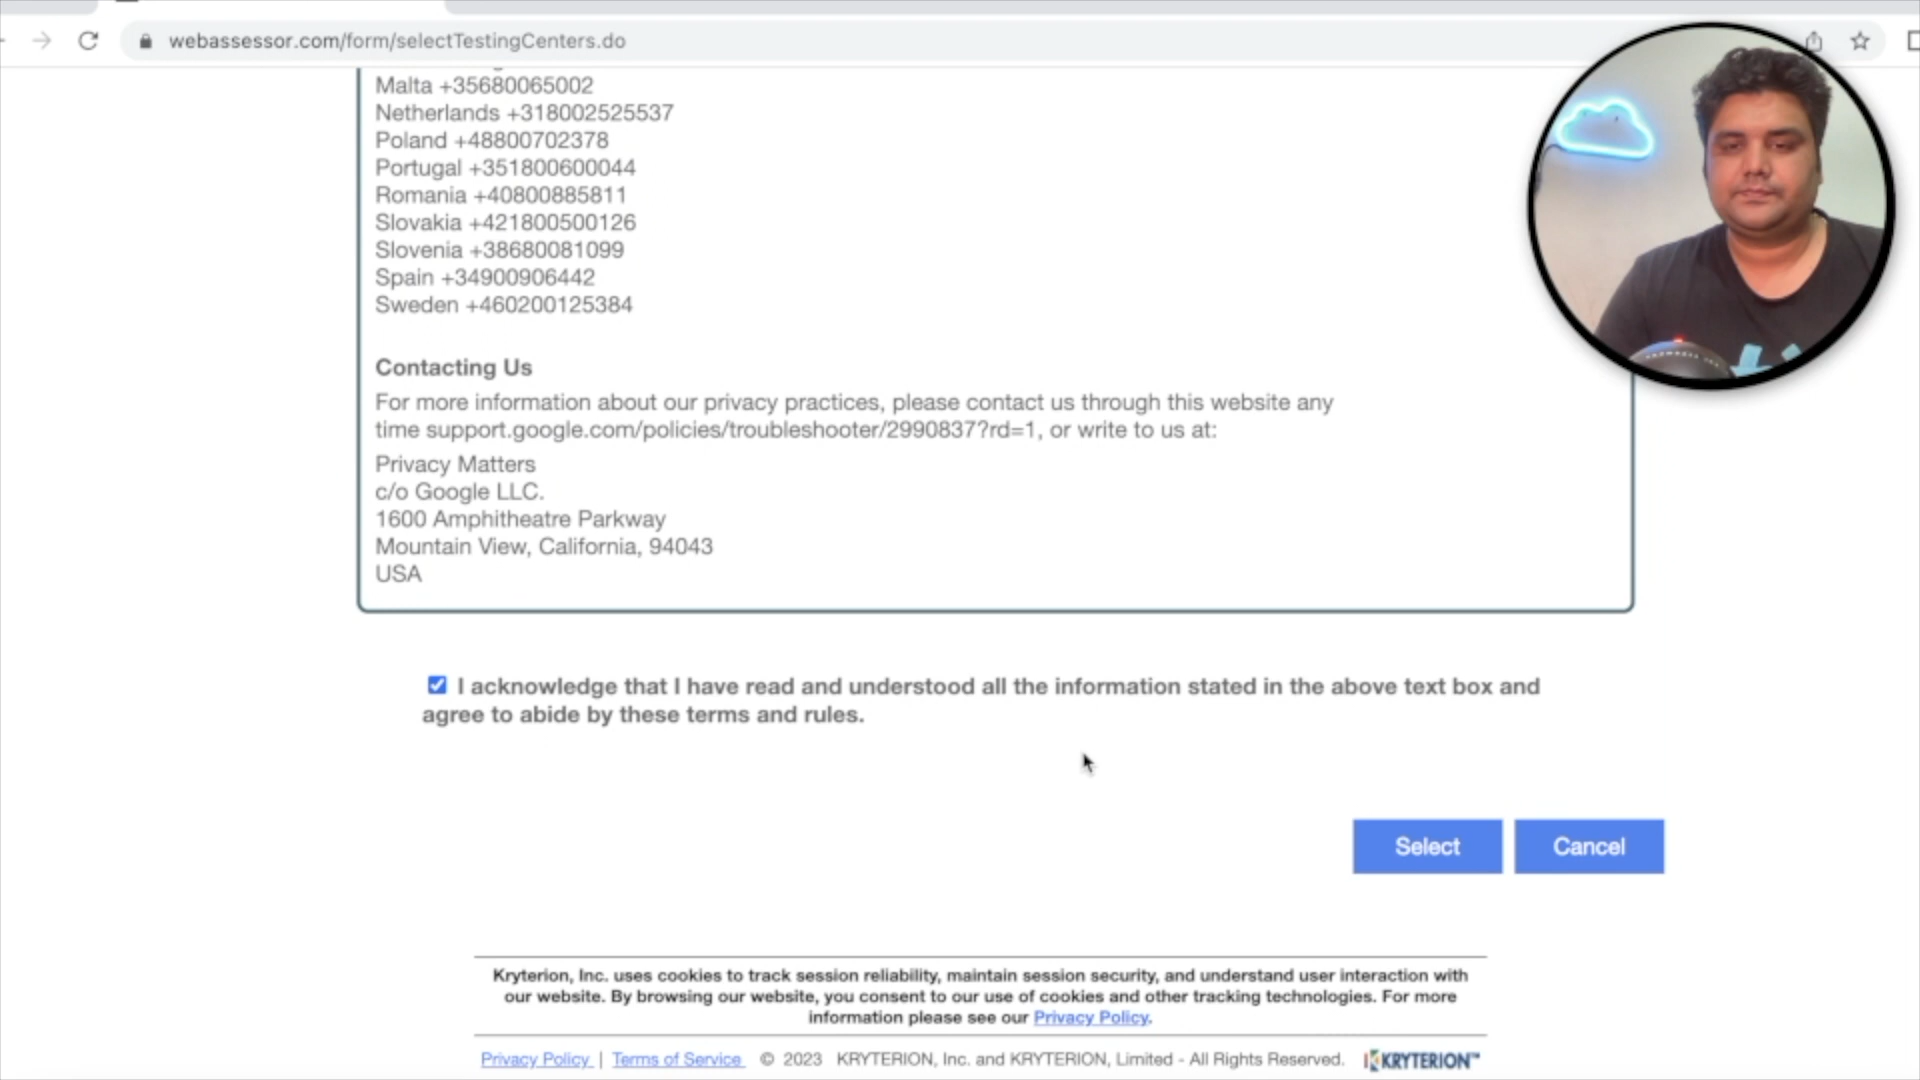 webassessor.com/form/selectTestingCenters.do
Malta +35680065002
Netherlands +318002525537
Poland +48800702378
Portugal +351800600044
Romania +40800885811
Slovakia +421800500126
Slovenia +38680081099
Spain +34900906442
Sweden +460200125384
Contacting Us
For more information about our privacy practices, please contact us through this website any
time support.google.com/policies/troubleshooter/2990837?rd=1, or write to us at:
Privacy Matters
c/o Google LLC.
1600 Amphitheatre Parkway
Mountain View, California, 94043
USA
I acknowledge that I have read and understood all the information stated in the above text box and
agree to abide by these terms and rules.
Select Cancel
Kryterion, Inc. uses cookies to track session reliability, maintain session security, and understand user interaction with
our website. By browsing our website, you consent to our use of cookies and other tracking technologies. For more
information please see our Privacy Policy.
Privacy Policy | Terms of Service © 2023 KRYTERION, Inc. and KRYTERION, Limited - All Rights Reserved. KRYTERION™